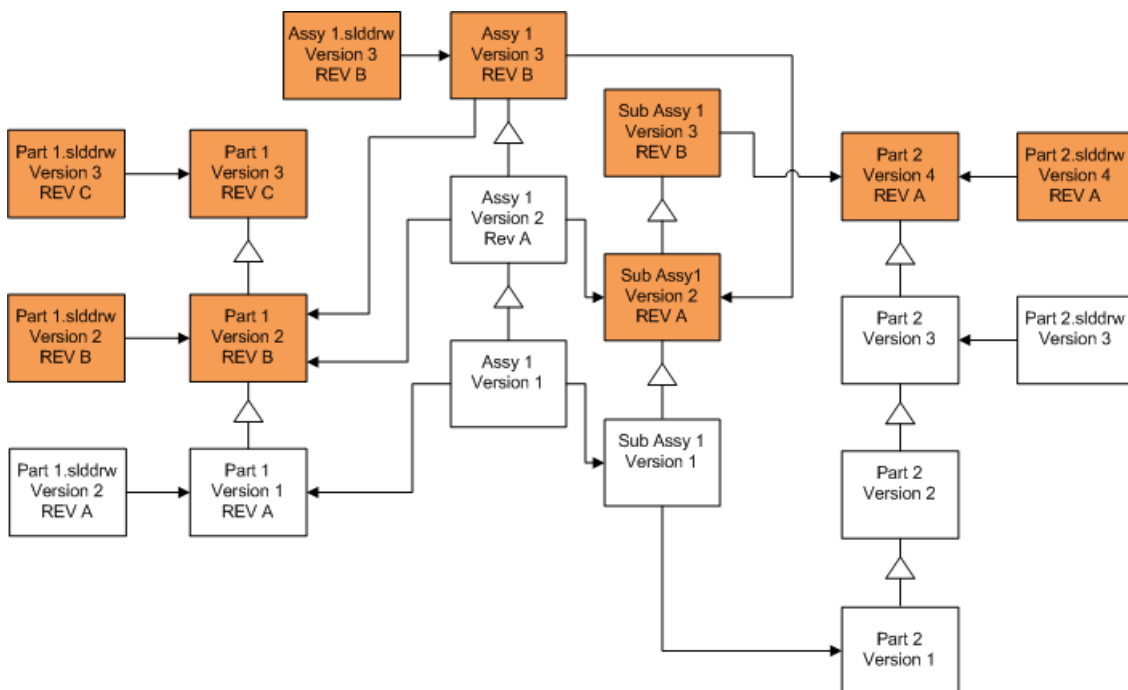 Assy 1.slddrw
Version 3
REV B
Assy 1
Version 3
REV B
Sub Assy 1
Version 3
REV B
Part 1.slddrw
Version 3
REV C
Part 1
Version 3
REV C
Part 2
Version 4
REV A
Part 2.slddrw
Version 4
REV A
Assy 1
Version 2
Rev A
Sub Assy1
Version 2
REV A
Part 1.slddrw
Version 2
REV B
Part 1
Version 2
REV B
Part 2
Version 3
Part 2.slddrw
Version 3
Assy 1
Version 1
Sub Assy 1
Version 1
Part 1.slddrw
Version 2
REV A
Part 1
Version 1
REV A
Part 2
Version 2
Part 2
Version 1